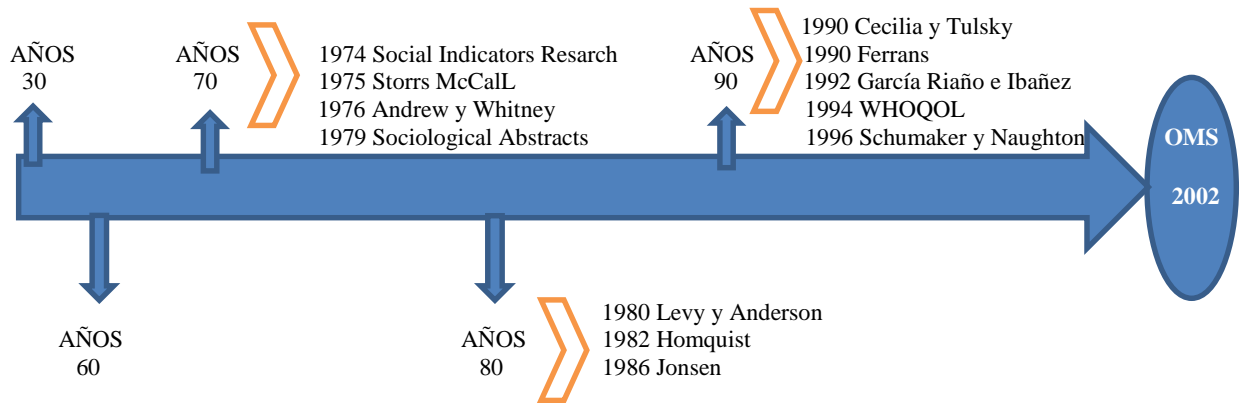 AÑOS
30
AÑOS
70
1974 Social Indicators Resarch
1975 Storrs McCalL
1976 Andrew y Whitney
1979 Sociological Abstracts
AÑOS
90
1990 Cecilia y Tulsky
1990 Ferrans
1992 García Riaño e Ibañez
1994 WHOQOL
1996 Schumaker y Naughton
OMS
2002
AÑOS
60
AÑOS
80
1980 Levy y Anderson
1982 Homquist
1986 Jonsen